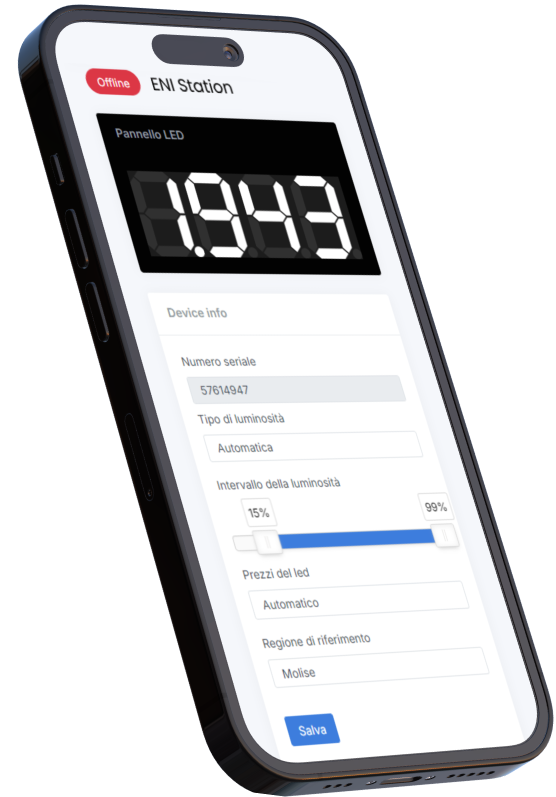 Offline ENI Station
Pannello LED
1.943
Device info
Numero seriale
57614947
Tipo di luminosità
Automatica
Intervallo della luminosità
15% 99%
Prezzi del led
Automatico
Regione di riferimento
Molise
Salva